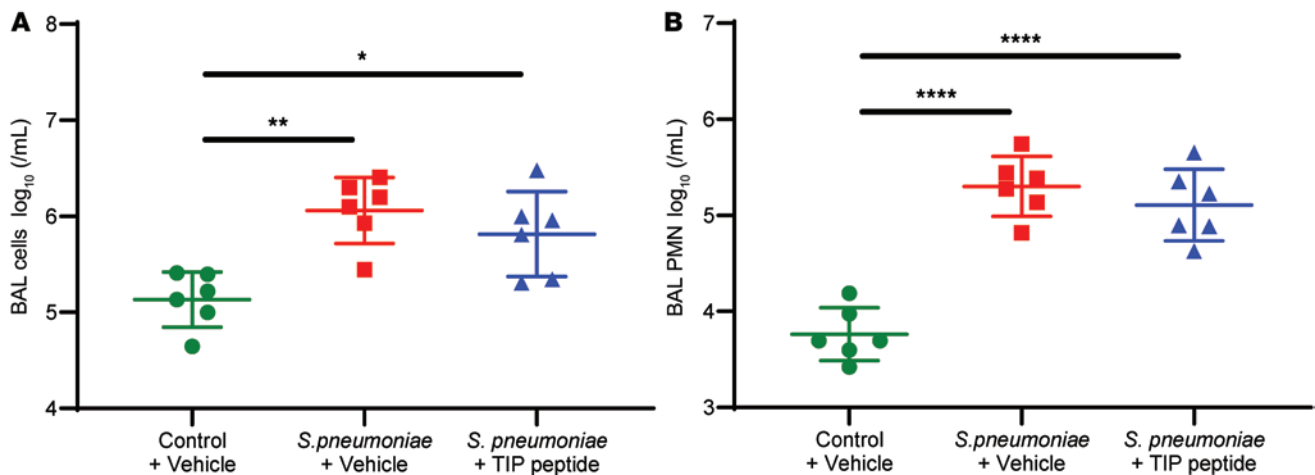 A
BAL cells log10 (/mL)
8
7
6
5
4
*
**
Control
+ Vehicle
S.pneumoniae
+ Vehicle
S. pneumoniae
+ TIP peptide
B
BAL PMN log10 (/mL)
7
6
5
4
3
****
****
Control
+ Vehicle
S.pneumoniae
+ Vehicle
S. pneumoniae
+ TIP peptide